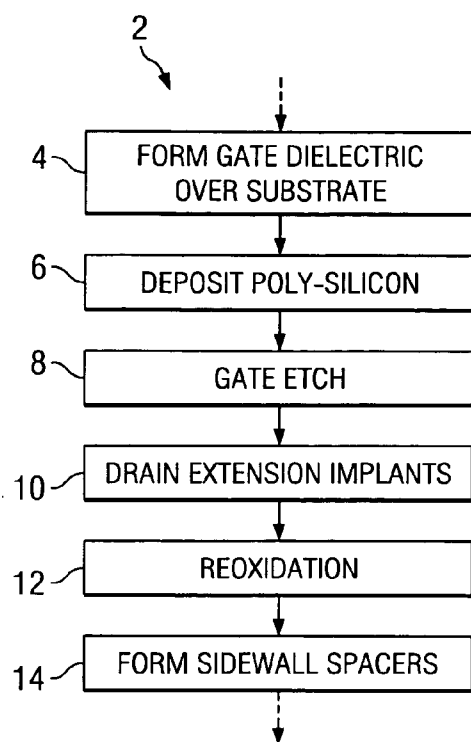 2
4
FORM GATE DIELECTRIC
OVER SUBSTRATE
6
DEPOSIT POLY-SILICON
8
GATE ETCH
10
DRAIN EXTENSION IMPLANTS
12
REOXIDATION
14
FORM SIDEWALL SPACERS